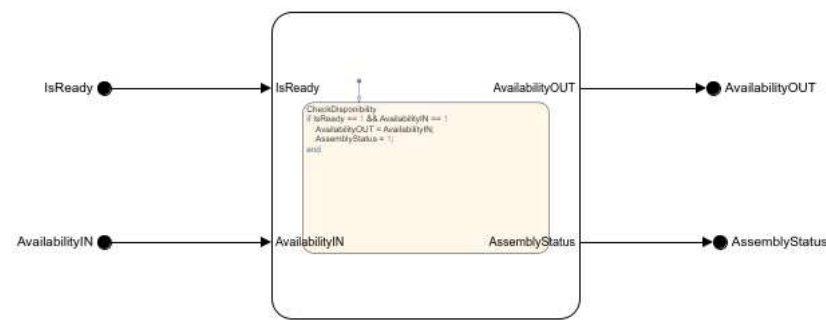 IsReady
IsReady
AvailabilityOUT
AvailabilityOUT
CheckDisponibility
if IsReady == 1 && AvailabilityIN == 1
AvailabilityOUT = AvailabilityIN;
AssemblyStatus = 1;
end
AvailabilityIN
AvailabilityIN
AssemblyStatus
AssemblyStatus